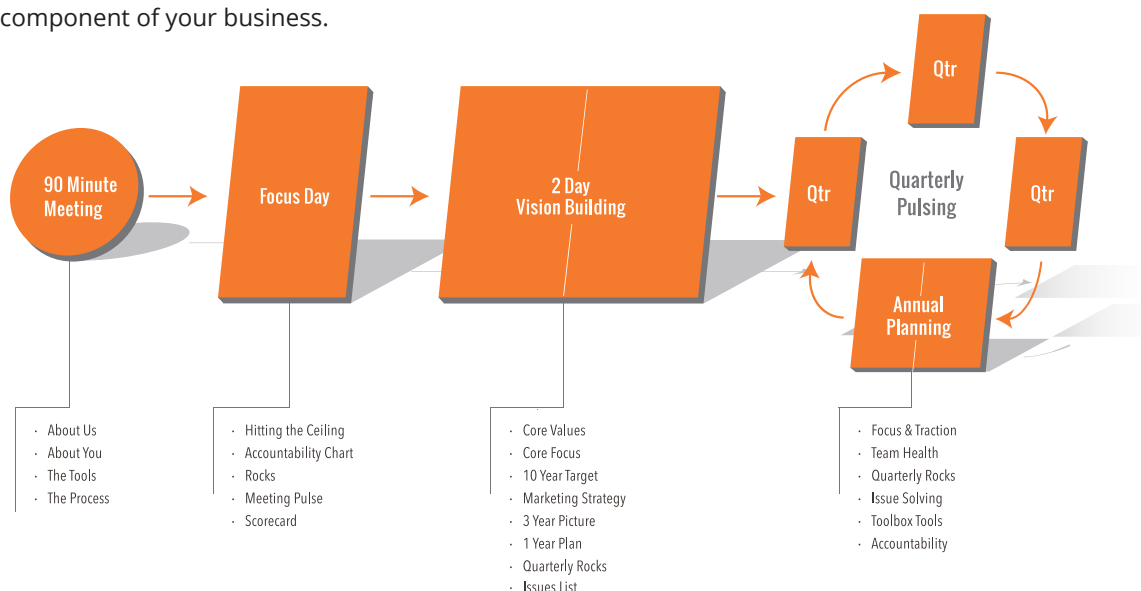 component of your business.
90 Minute
Meeting
Focus Day
2 Day
Vision Building
Qtr
Qtr
Qtr
Quarterly
Pulsing
Annual
Planning
· About Us
· About You
· The Tools
· The Process
· Hitting the Ceiling
· Accountability Chart
· Rocks
· Meeting Pulse
· Scorecard
· Core Values
· Core Focus
· 10 Year Target
· Marketing Strategy
· 3 Year Picture
· 1 Year Plan
· Quarterly Rocks
· Issues List
· Focus & Traction
· Team Health
· Quarterly Rocks
· Issue Solving
· Toolbox Tools
· Accountability